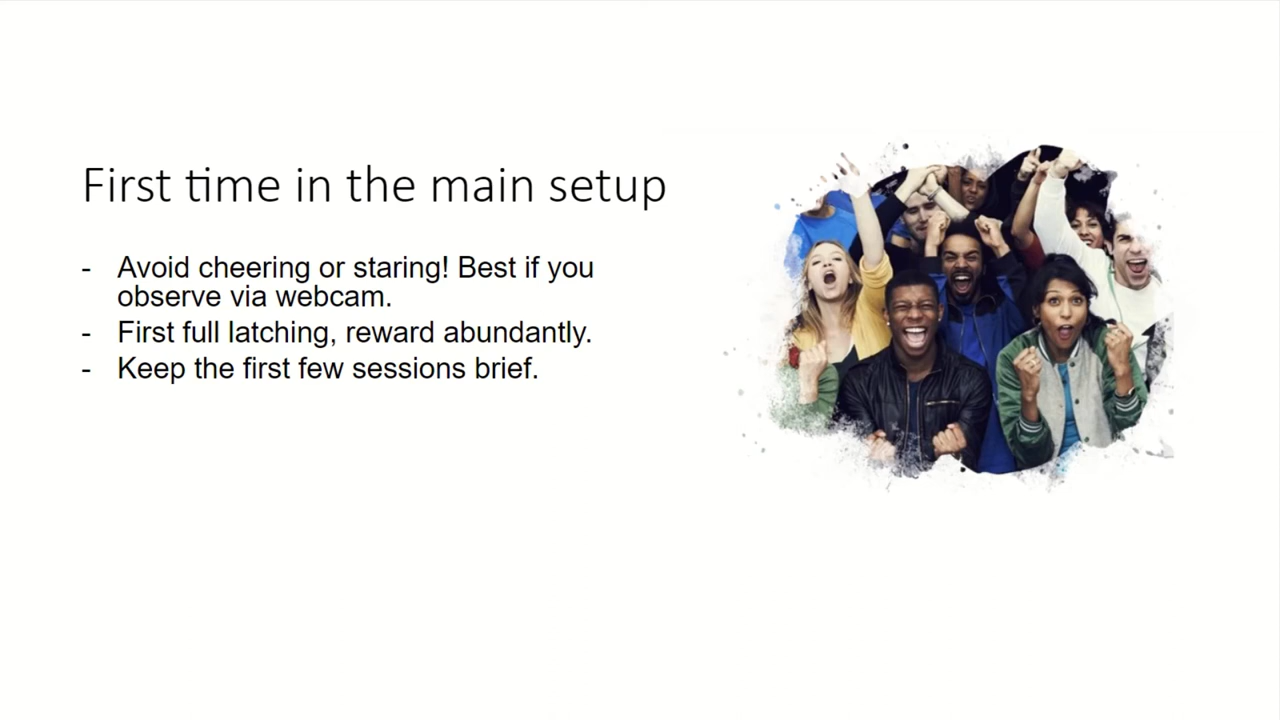 First time in the main setup
- Avoid cheering or staring! Best if you
observe via webcam.
- First full latching, reward abundantly.
- Keep the first few sessions brief.